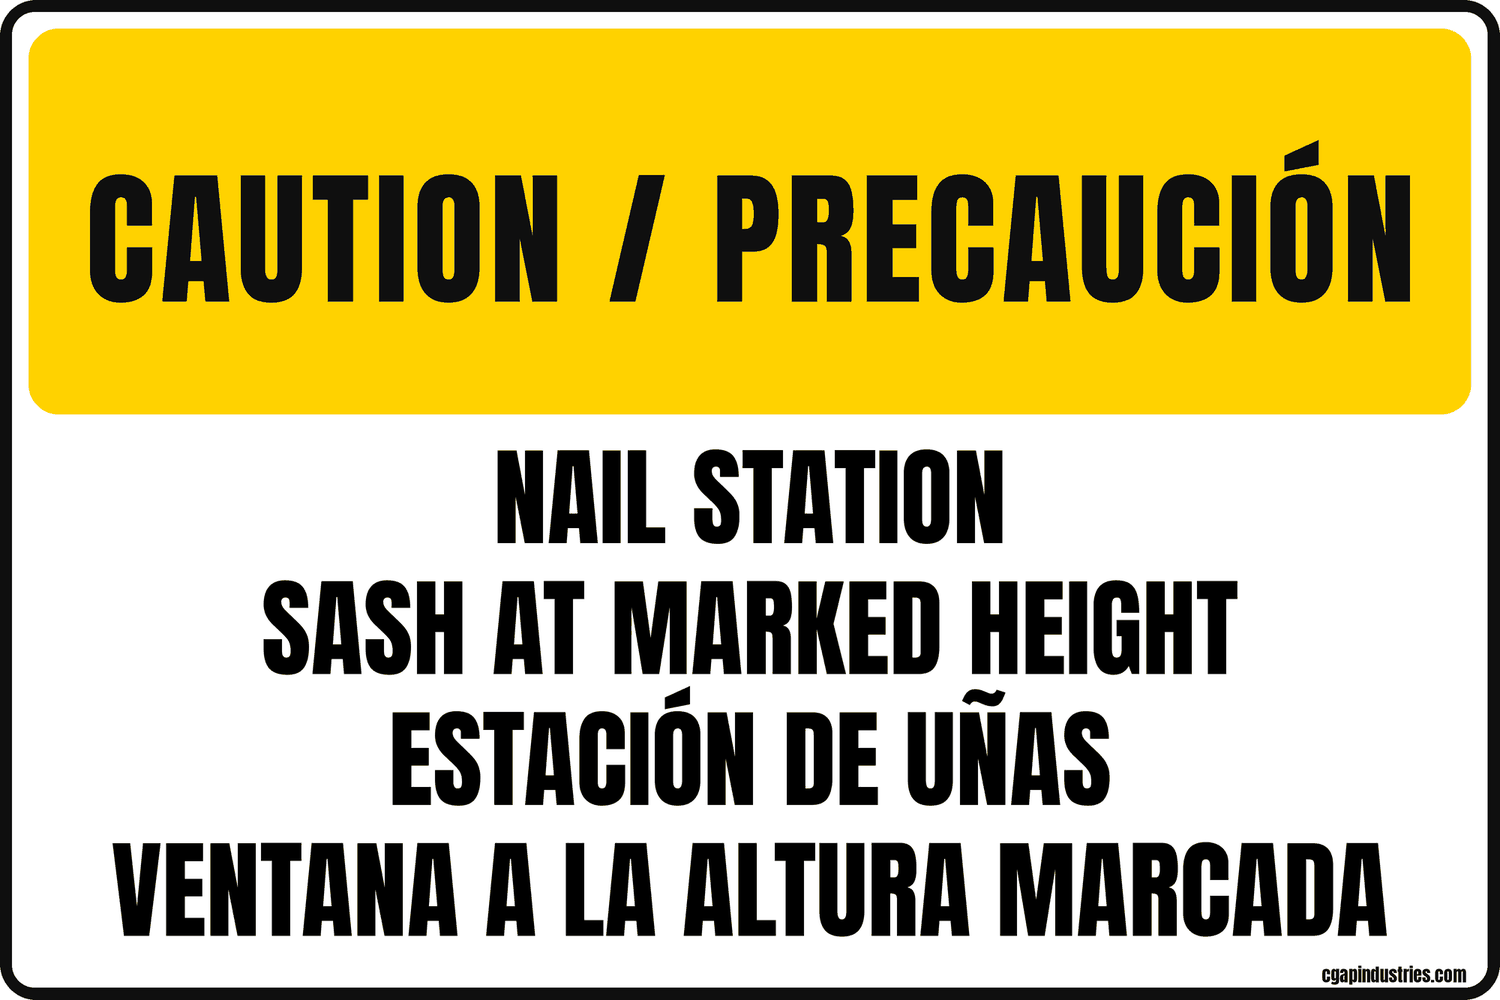 CAUTION / PRECAUCIÓN
NAIL STATION
SASH AT MARKED HEIGHT
ESTACIÓN DE UÑAS
VENTANA A LA ALTURA MARCADA
cgapindustries.com